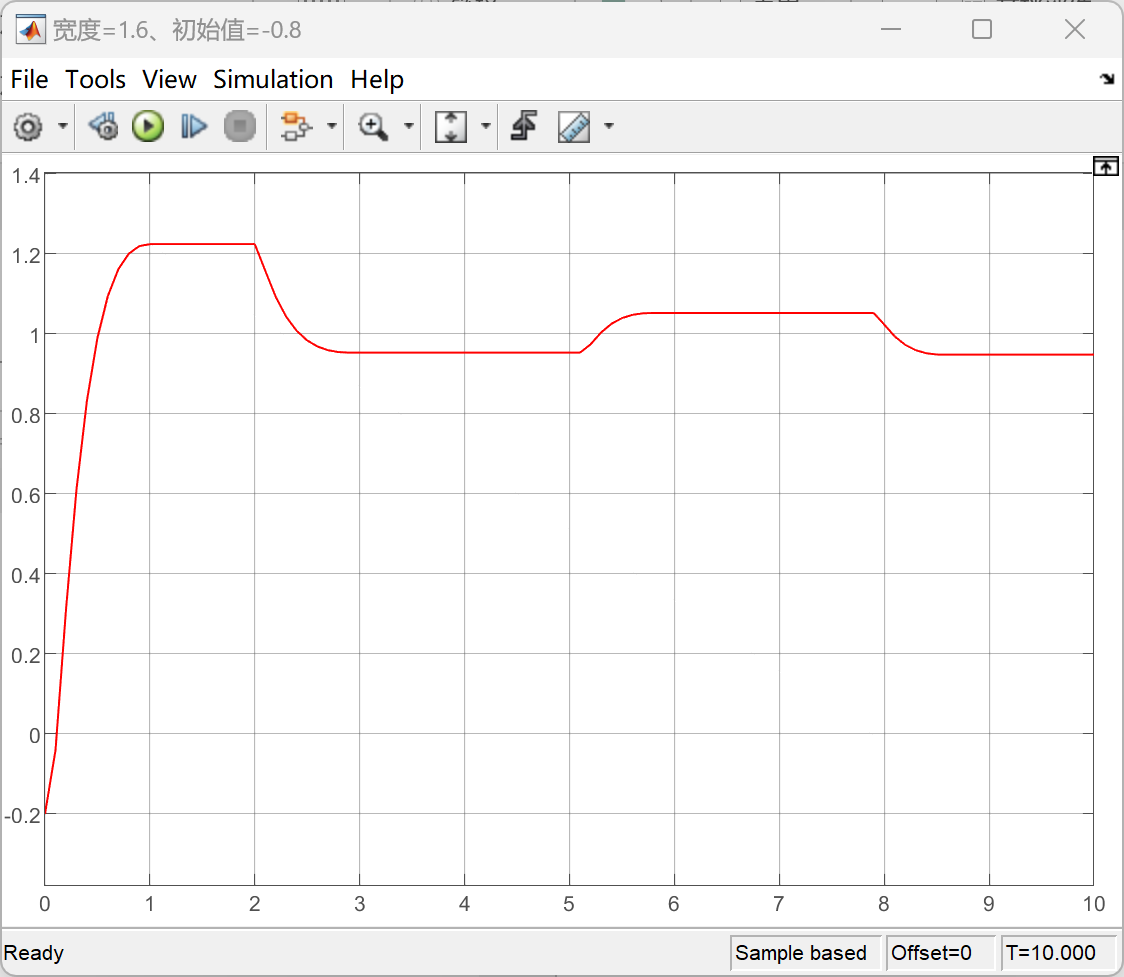 宽度=1.6、初始值=-0.8
File Tools View Simulation Help
1.4
1.2
1
0.8
0.6
0.4
0.2
0
-0.2
0 1 2 3 4 5 6 7 8 9 10
Ready Sample based Offset=0 T=10.000